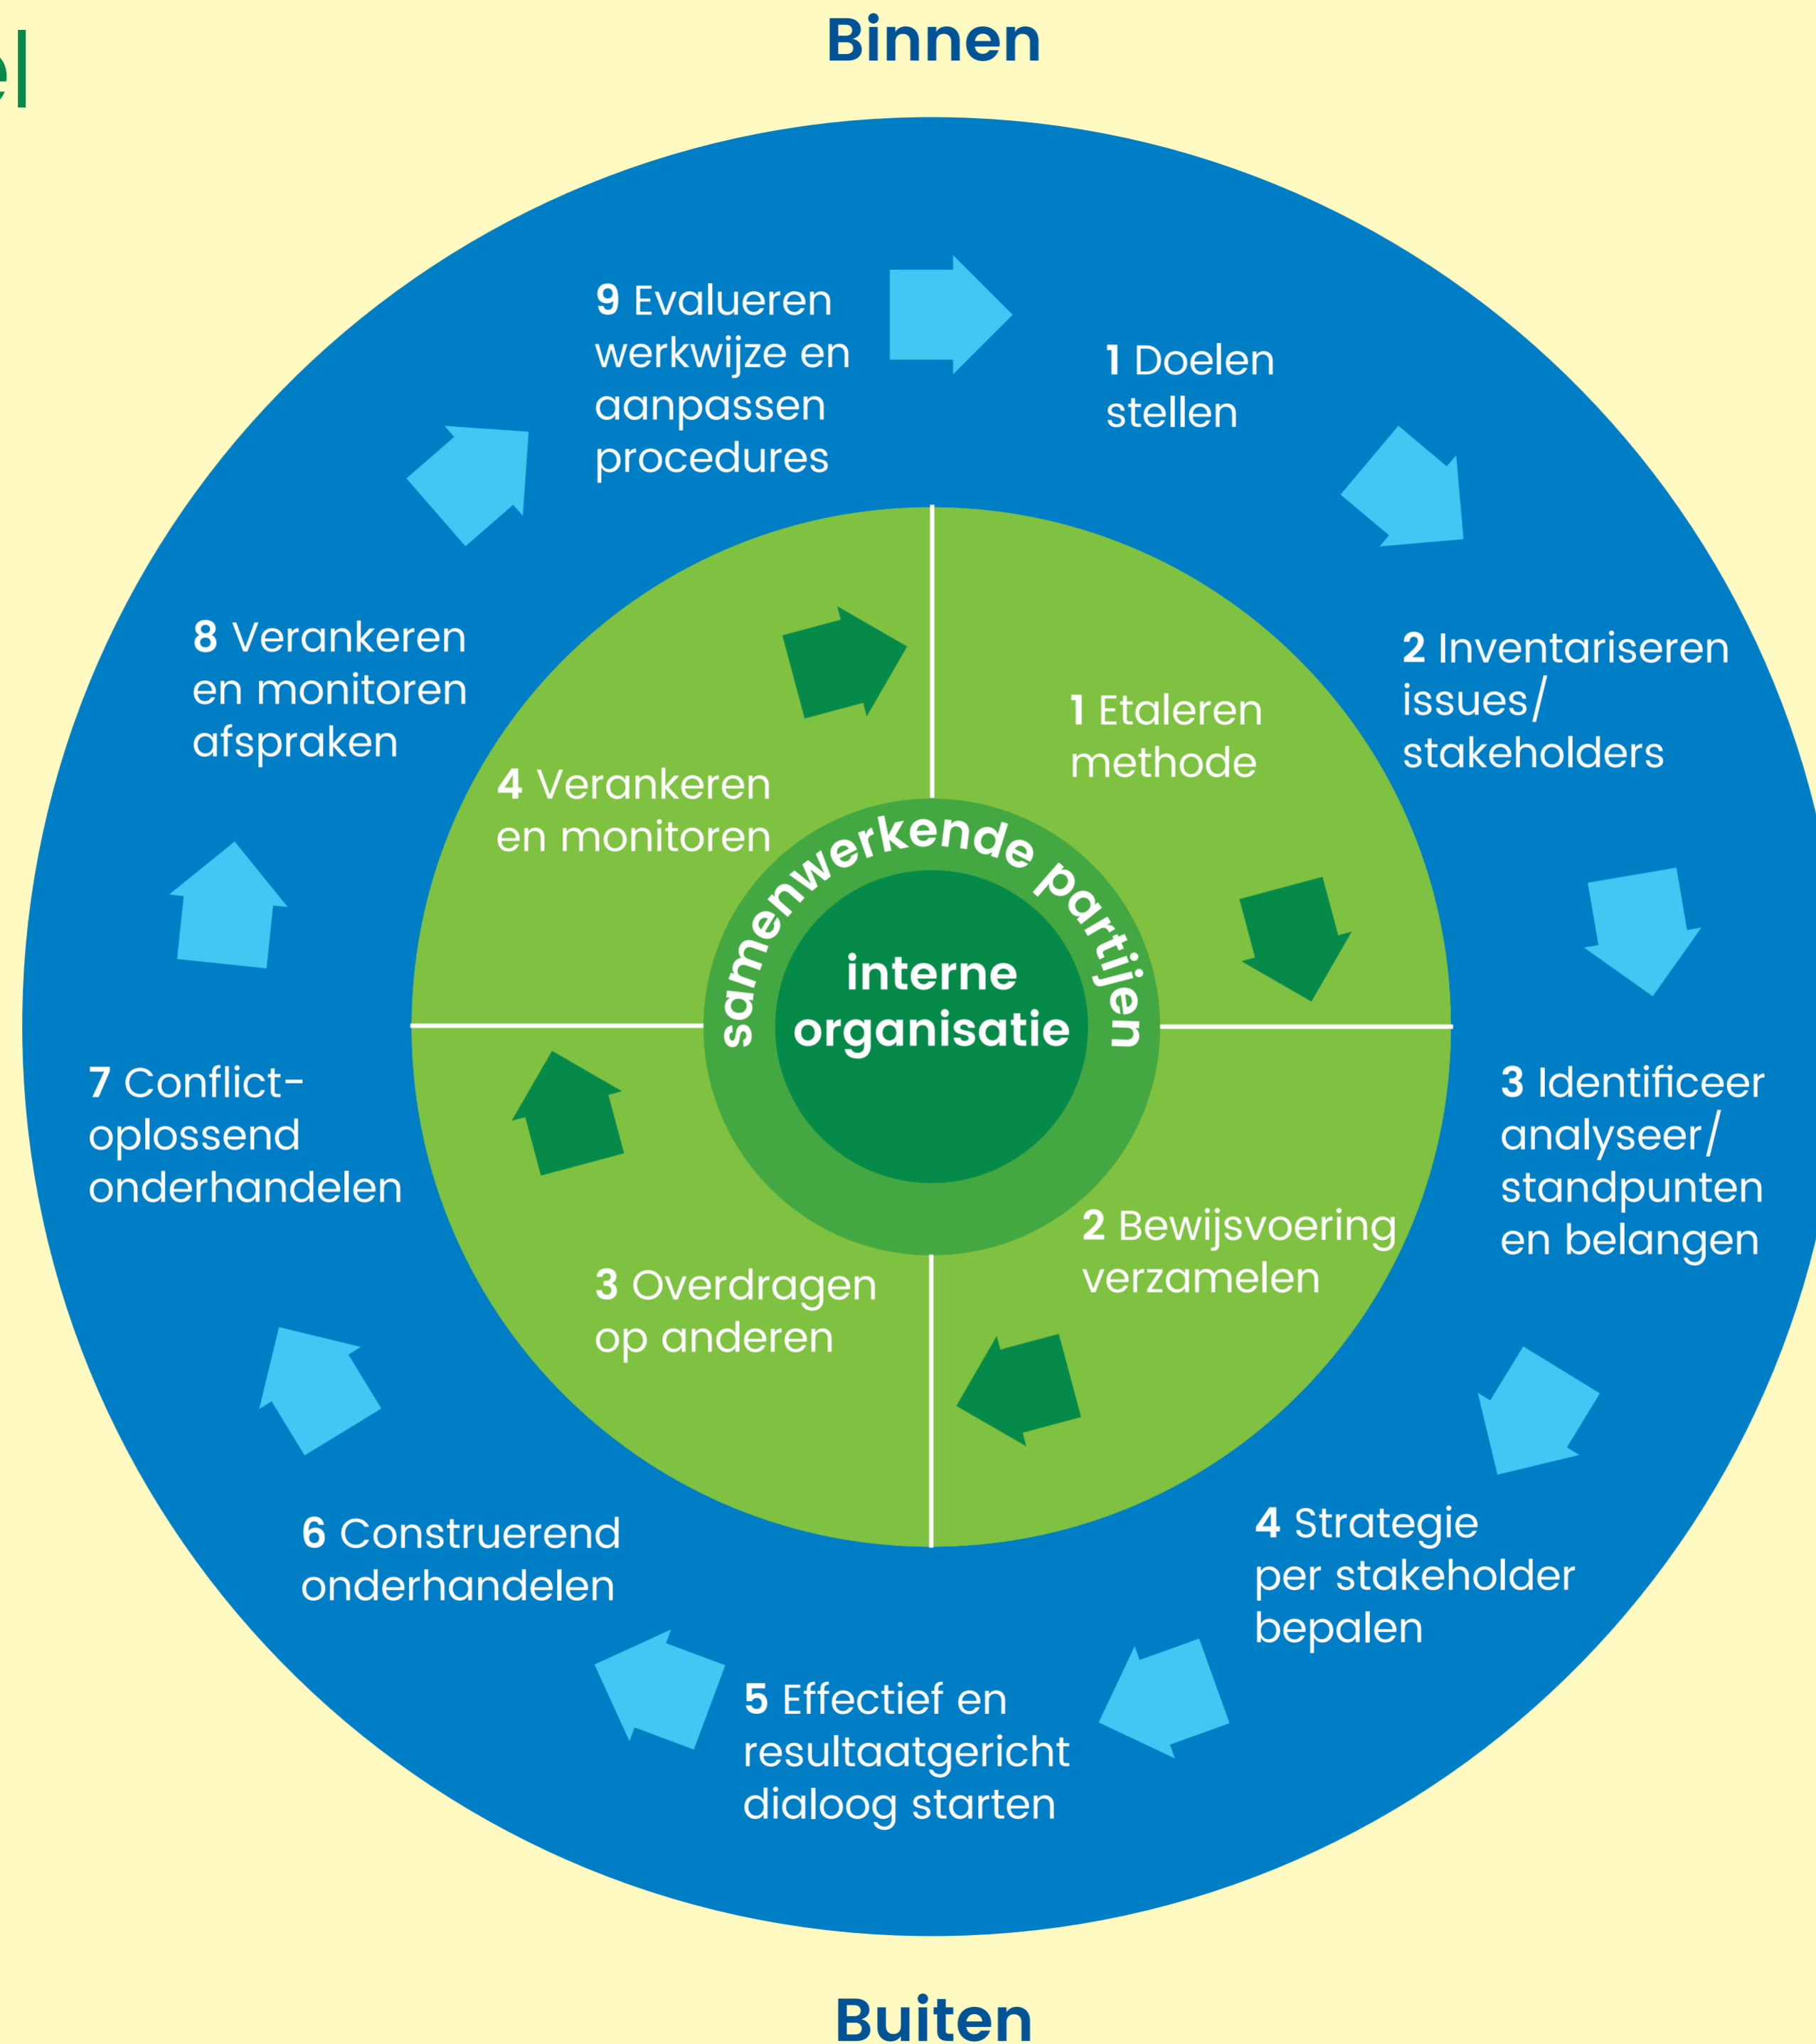 Binnen
9 Evalueren
werkwijze en
aanpassen
procedures
1 Doelen
stellen
2 Inventariseren
issues/
stakeholders
3 Identificeer
analyseer/
standpunten
en belangen
4 Strategie
per stakeholder
bepalen
5 Effectief en
resultaatgericht
dialoog starten
6 Construerend
onderhandelen
7 Conflict-
oplossend
onderhandelen
8 Verankeren
en monitoren
afspraken
1 Etaleren
methode
2 Bewijsvoering
verzamelen
3 Overdragen
op anderen
4 Verankeren
en monitoren
samenwerkende partijen
interne
organisatie
Buiten